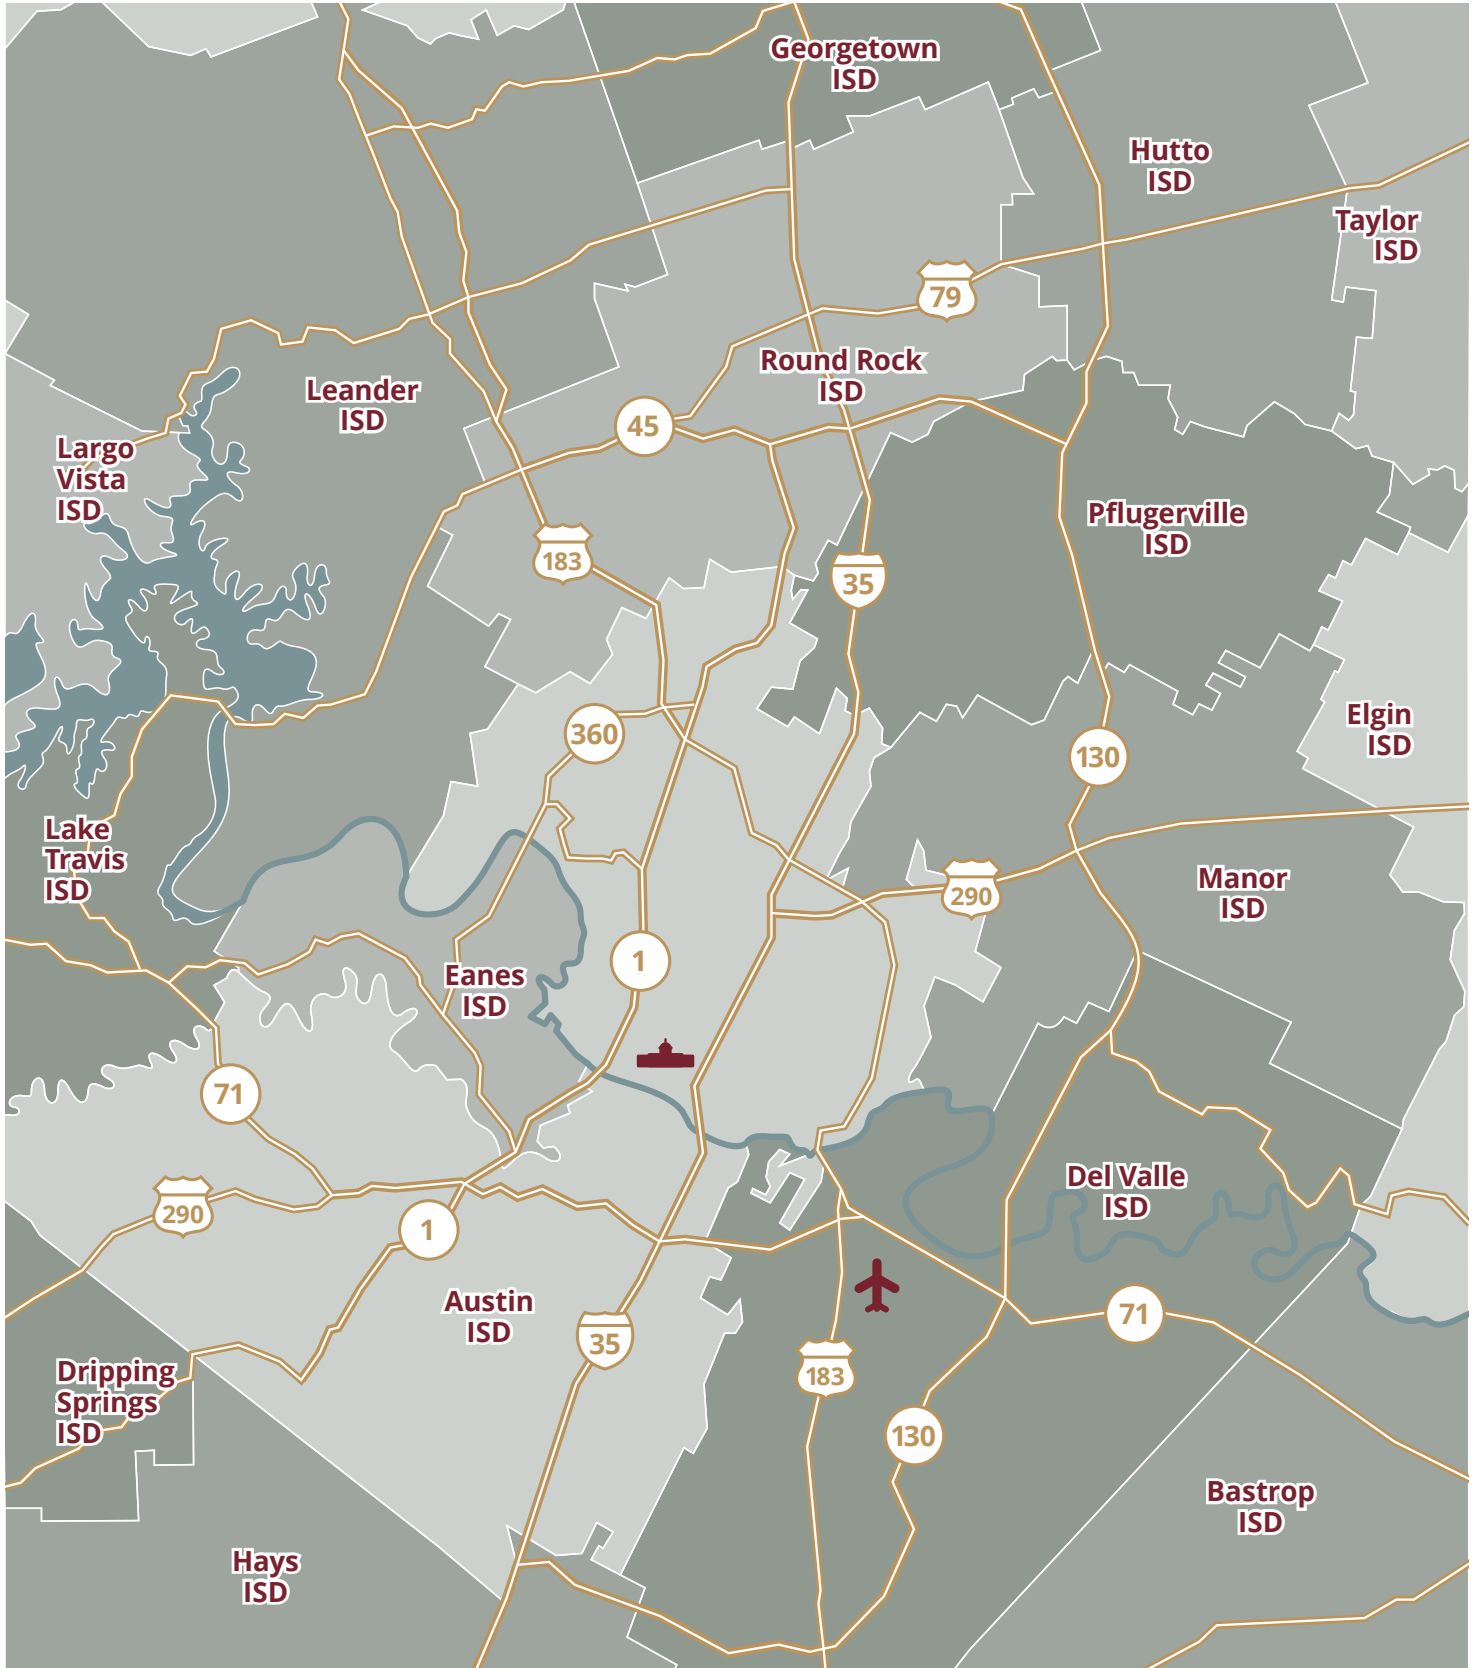 Georgetown
ISD
Hutto
ISD
Taylor
ISD
79
Round Rock
ISD
Leander
ISD
45
Largo
Vista
ISD
Pflugerville
ISD
183
35
Elgin
ISD
360
130
Lake
Travis
ISD
Manor
ISD
290
1
Eanes
ISD
71
Del Valle
ISD
290
1
Austin
ISD
35
71
183
Dripping
Springs
ISD
130
Bastrop
ISD
Hays
ISD